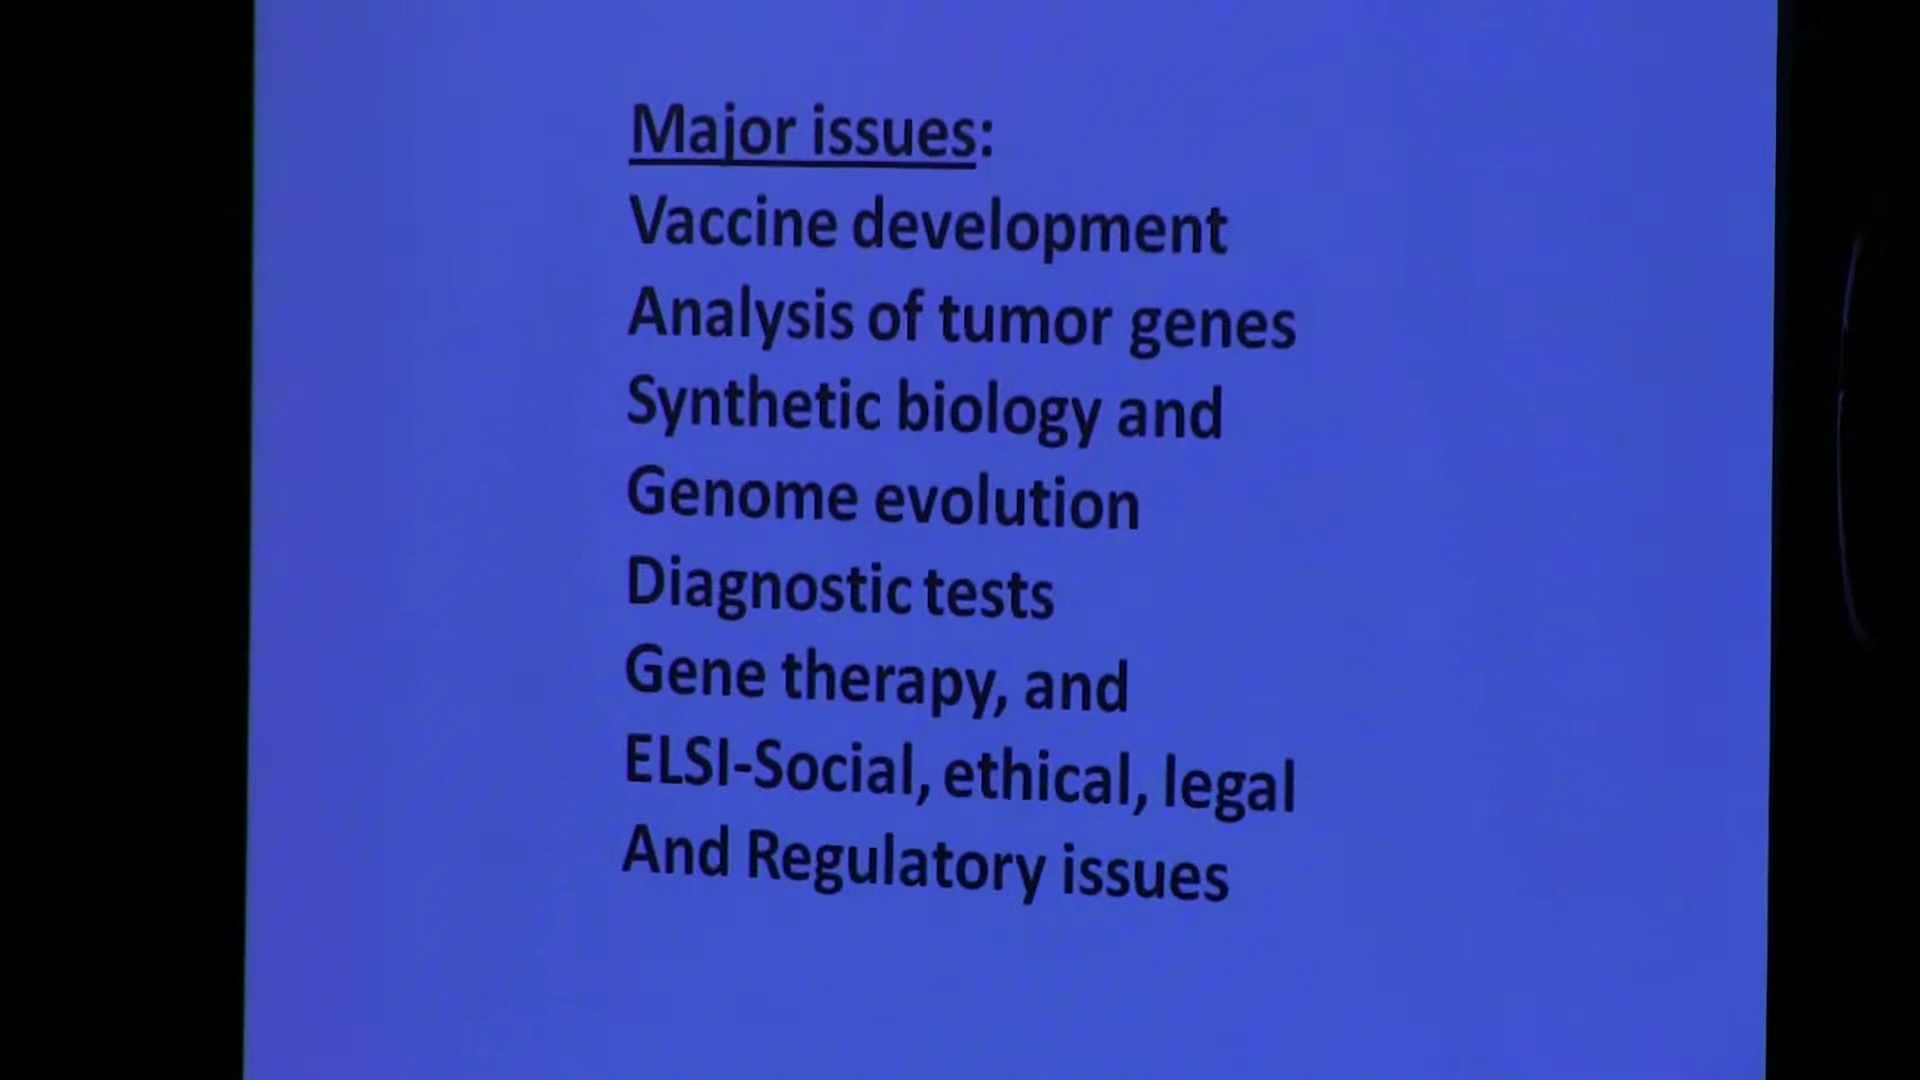 Major issues:
Vaccine development
Analysis of tumor genes
Synthetic biology and
Genome evolution
Diagnostic tests
Gene therapy, and
ELSI-Social, ethical, legal
And Regulatory issues